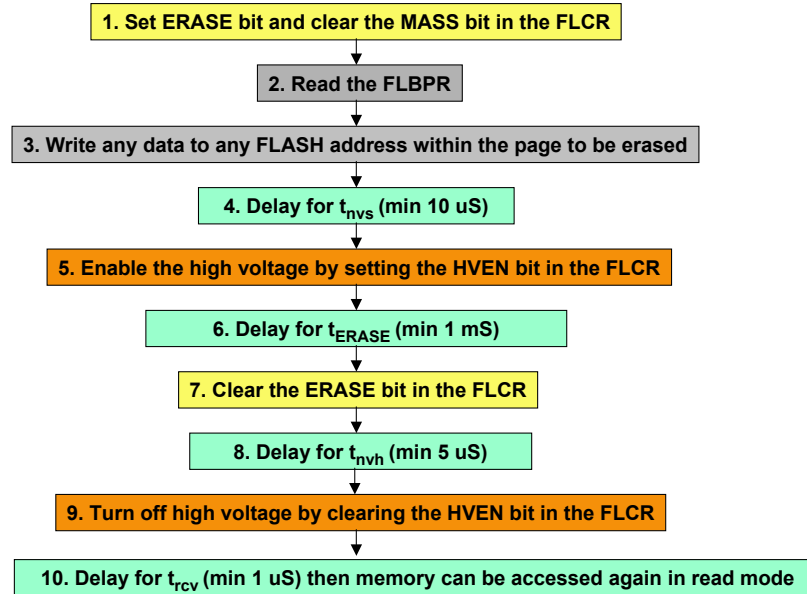 1. Set ERASE bit and clear the MASS bit in the FLCR
2. Read the FLBPR
3. Write any data to any FLASH address within the page to be erased
4. Delay for tnvs (min 10 uS)
5. Enable the high voltage by setting the HVEN bit in the FLCR
6. Delay for tERASE (min 1 mS)
7. Clear the ERASE bit in the FLCR
8. Delay for tnvh (min 5 uS)
9. Turn off high voltage by clearing the HVEN bit in the FLCR
10. Delay for trcv (min 1 uS) then memory can be accessed again in read mode